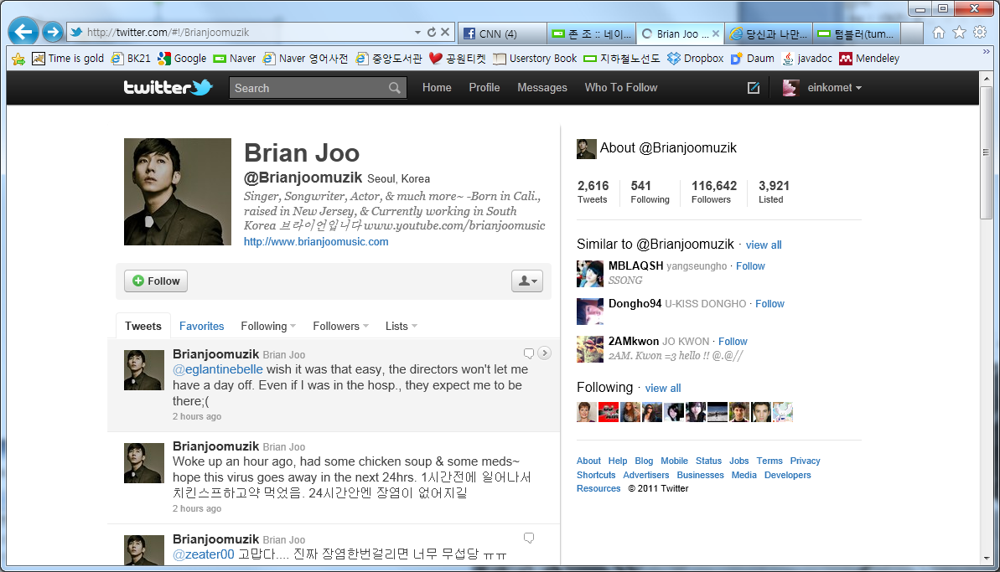 http://twitter.com/#!/Brianjoomuzik
CNN (4)
존 조 :: 네이...
Brian Joo ...
당신과 나만...
텀블러(tum...
Time is gold
BK21
Google
Naver
Naver 영어사전
중앙도서관
공원티켓
Userstory Book
지하철노선도
Dropbox
Daum
javadoc
Mendeley
twitter
Search
Home
Profile
Messages
Who To Follow
einkomet
Brian Joo
@Brianjoomuzik Seoul, Korea
Singer, Songwriter, Actor, & much more~ -Born in Cali.,
raised in New Jersey, & Currently working in South
Korea 브라이언입니다 www.youtube.com/brianjoomusic
http://www.brianjoomusic.com
Follow
Tweets
Favorites
Following
Followers
Lists
Brianjoomuzik Brian Joo
@eglantinebelle wish it was that easy, the directors won't let me
have a day off. Even if I was in the hosp., they expect me to be
there;(
2 hours ago
Brianjoomuzik Brian Joo
Woke up an hour ago, had some chicken soup & some meds~
hope this virus goes away in the next 24hrs. 1시간전에 일어나서
치킨스프하고약 먹었음. 24시간안엔 장염이 없어지길
2 hours ago
Brianjoomuzik Brian Joo
@zeater00 고맙다.... 진짜 장염한번걸리면 너무 무섭당 ㅠㅠ
About @Brianjoomuzik
2,616 541 116,642 3,921
Tweets Following Followers Listed
Similar to @Brianjoomuzik · view all
MBLAQSH yangseungho · Follow
SSONG
Dongho94 U-KISS DONGHO · Follow
2AMkwon JO KWON · Follow
2AM. Kwon =3 hello !! @.@//
Following · view all
About Help Blog Mobile Status Jobs Terms Privacy
Shortcuts Advertisers Businesses Media Developers
Resources © 2011 Twitter